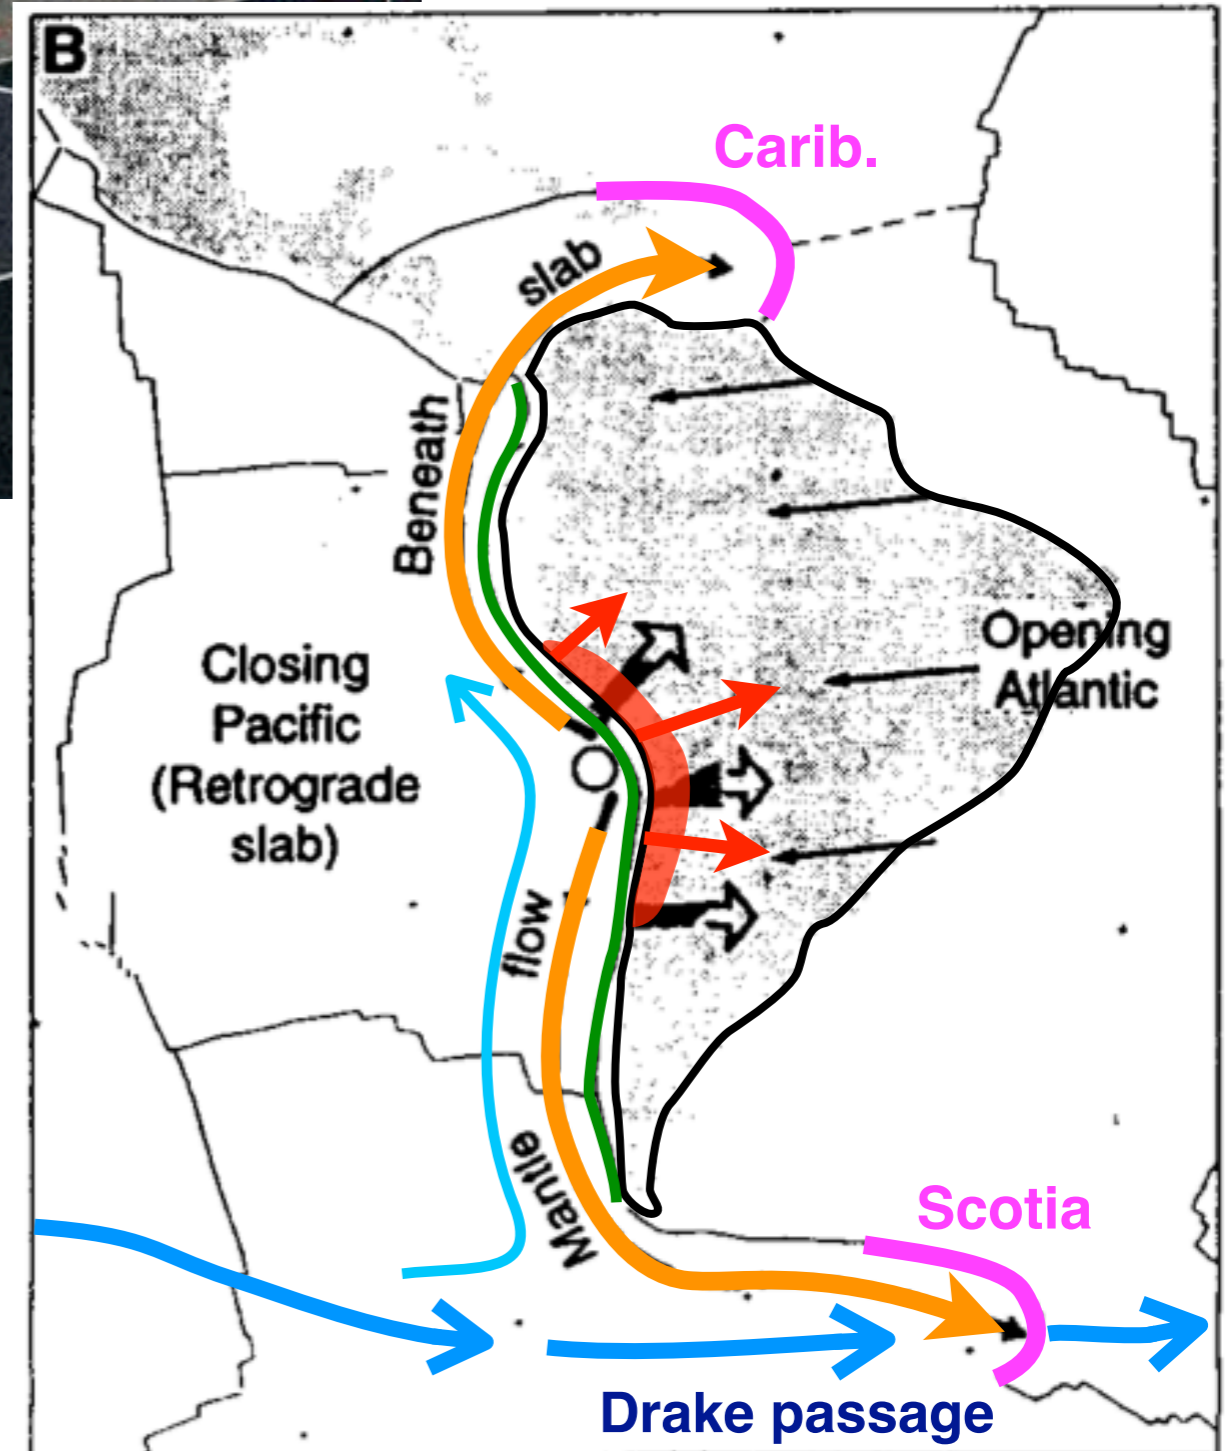 B
Carib.
slab
Beneath
Closing
Pacific
(Retrograde
slab)
Opening
Atlantic
flow
Mantle
Scotia
Drake passage